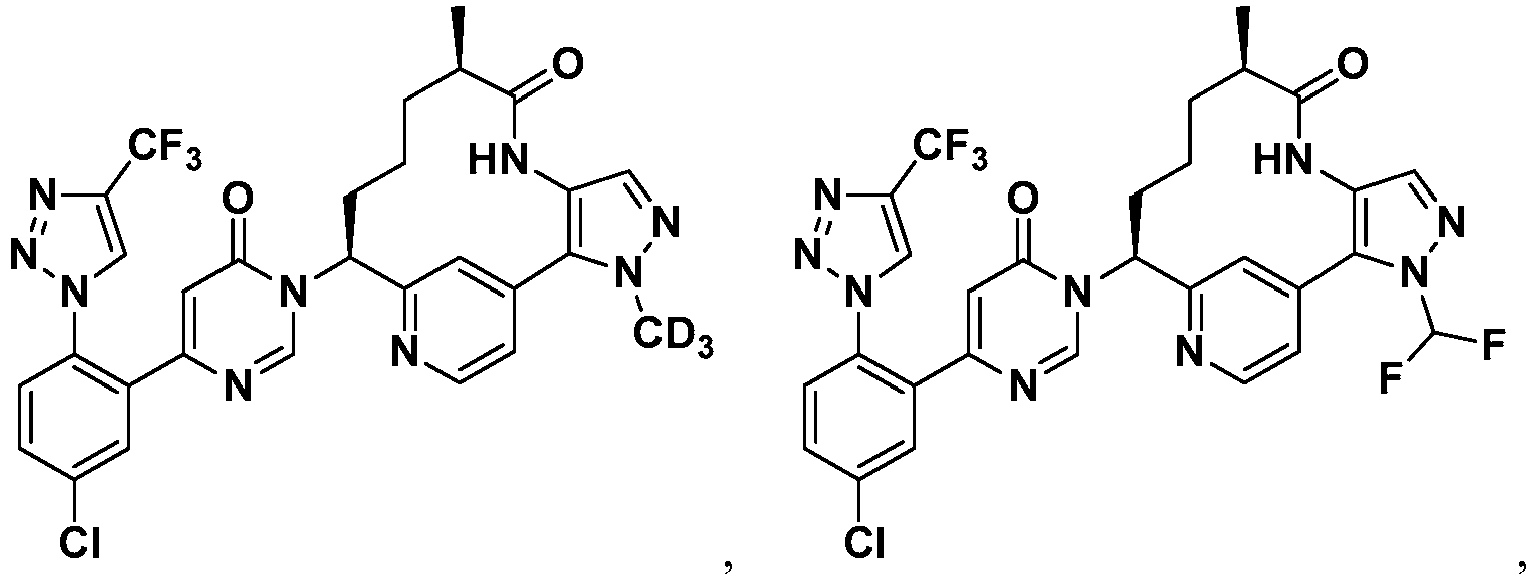 O O
CF₃ HN CF₃ HN
N O N N O N
N N N N N N
N CD₃ N
N N F F
N N
Cl , Cl ,